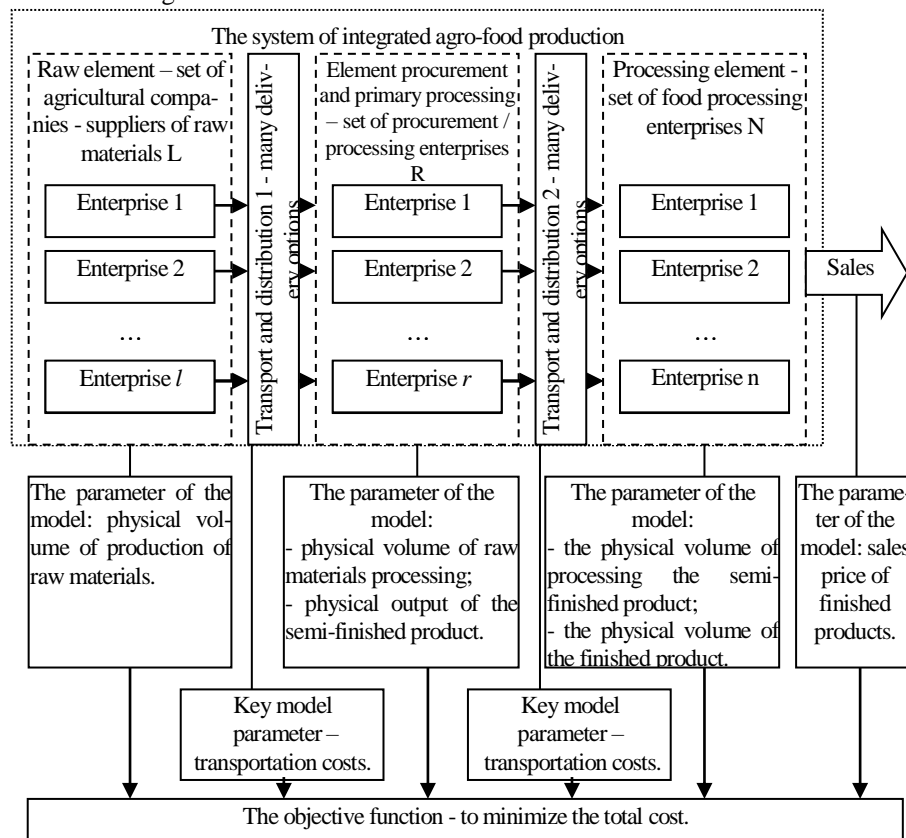 The system of integrated agro-food production
Raw element – set of
agricultural compa-
nies - suppliers of raw
materials L
Enterprise 1
Enterprise 2
…
Enterprise l
Transport and distribution 1 - many deliv-
ery options
Element procurement
and primary processing
– set of procurement /
processing enterprises
R
Enterprise 1
Enterprise 2
…
Enterprise r
Transport and distribution 2 - many deliv-
ery options
Processing element -
set of food processing
enterprises N
Enterprise 1
Enterprise 2
…
Enterprise n
Sales
The parameter of the
model: physical vol-
ume of production of
raw materials.
The parameter of the
model:
- physical volume of raw
materials processing;
- physical output of the
semi-finished product.
The parameter of the
model:
- the physical volume of
processing the semi-
finished product;
- the physical volume of
the finished product.
The parame-
ter of the
model: sales
price of
finished
products.
Key model
parameter –
transportation costs.
Key model
parameter –
transportation costs.
The objective function - to minimize the total cost.